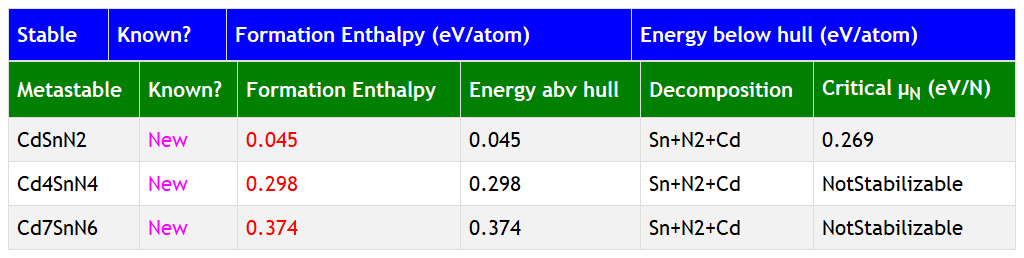 Stable Known? Formation Enthalpy (eV/atom) Energy below hull (eV/atom)
Metastable Known? Formation Enthalpy Energy abv hull Decomposition Critical μN (eV/N)
CdSnN2 New 0.045 0.045 Sn+N2+Cd 0.269
Cd4SnN4 New 0.298 0.298 Sn+N2+Cd NotStabilizable
Cd7SnN6 New 0.374 0.374 Sn+N2+Cd NotStabilizable